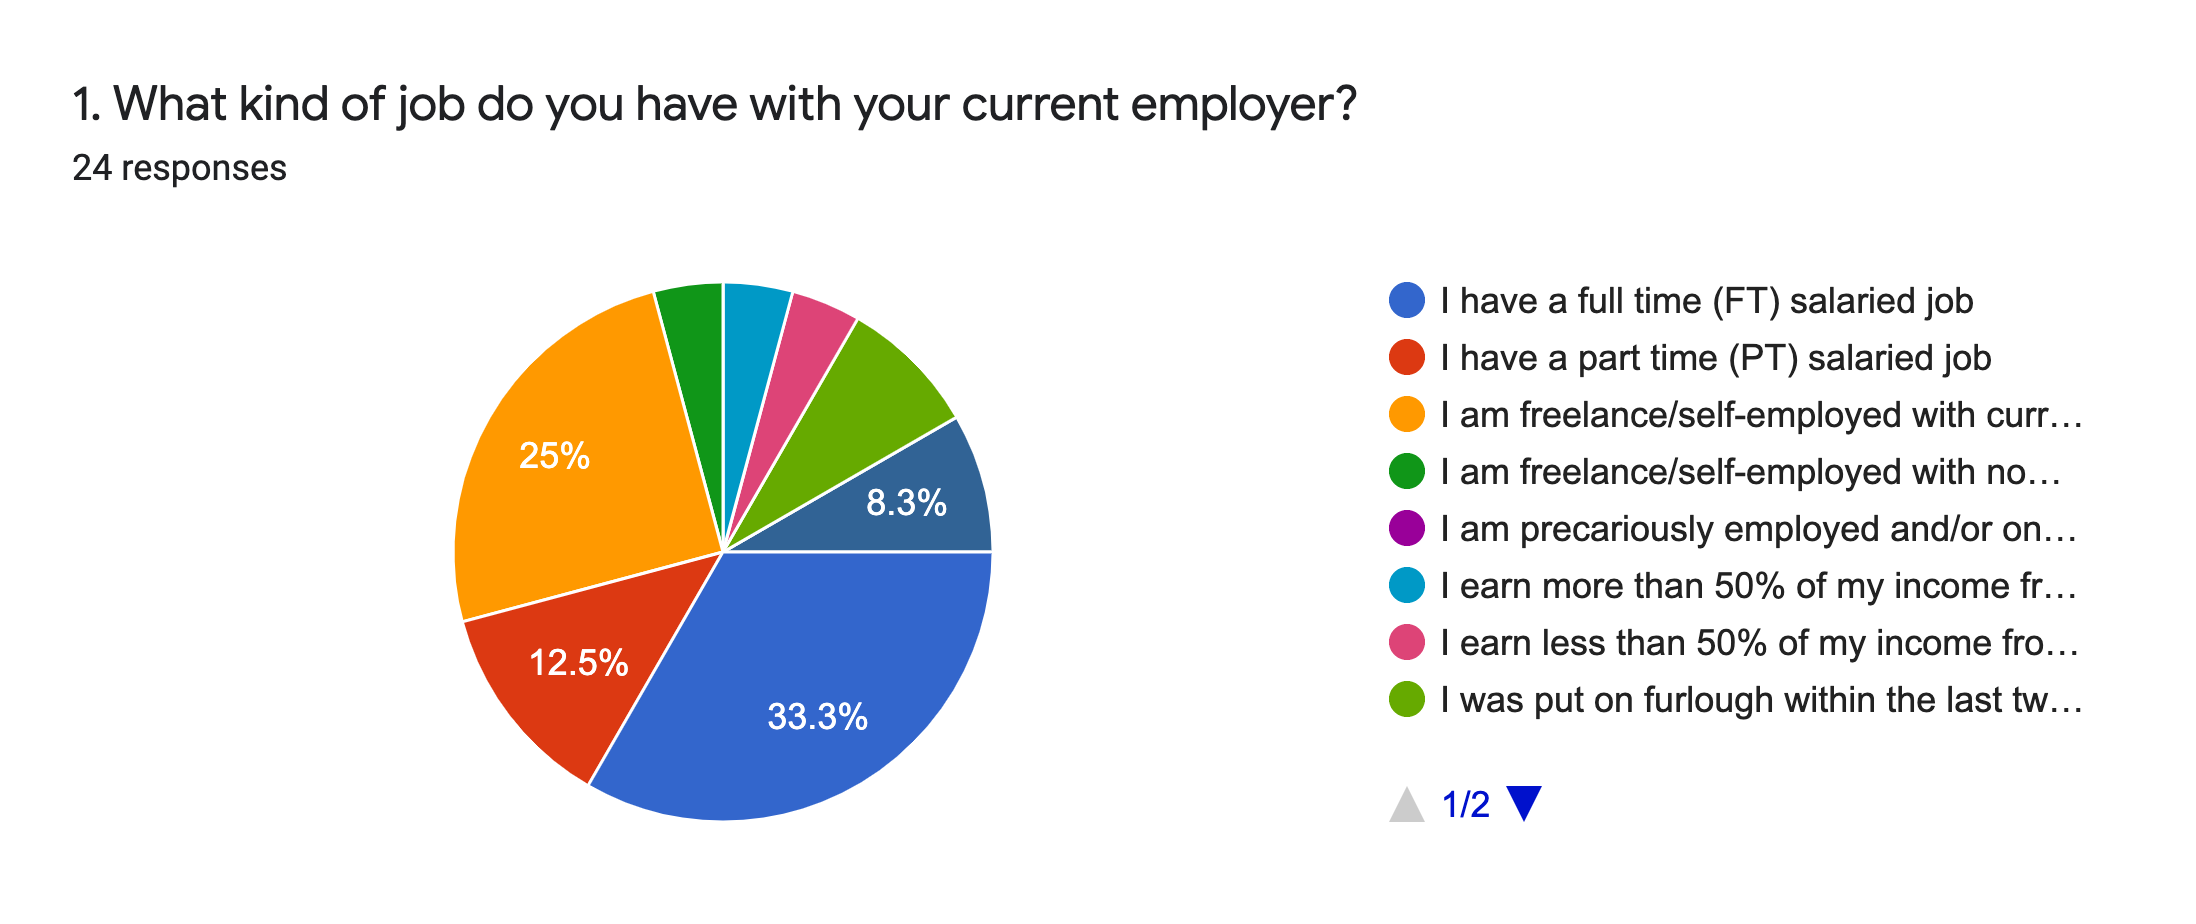 1. What kind of job do you have with your current employer?
24 responses
25%
8.3%
12.5%
33.3%
I have a full time (FT) salaried job
I have a part time (PT) salaried job
I am freelance/self-employed with curr…
I am freelance/self-employed with no…
I am precariously employed and/or on…
I earn more than 50% of my income fr…
I earn less than 50% of my income fro…
I was put on furlough within the last tw…
1/2